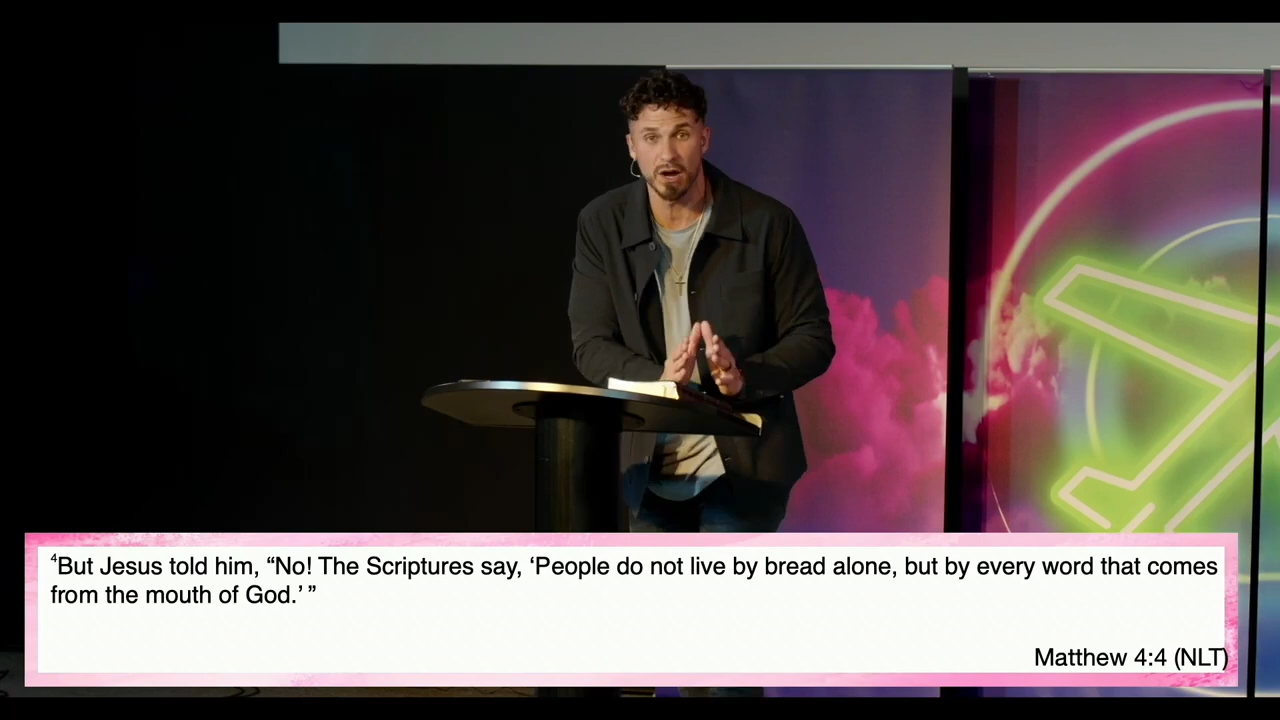 ⁴But Jesus told him, “No! The Scriptures say, ‘People do not live by bread alone, but by every word that comes
from the mouth of God.’ ”
Matthew 4:4 (NLT)